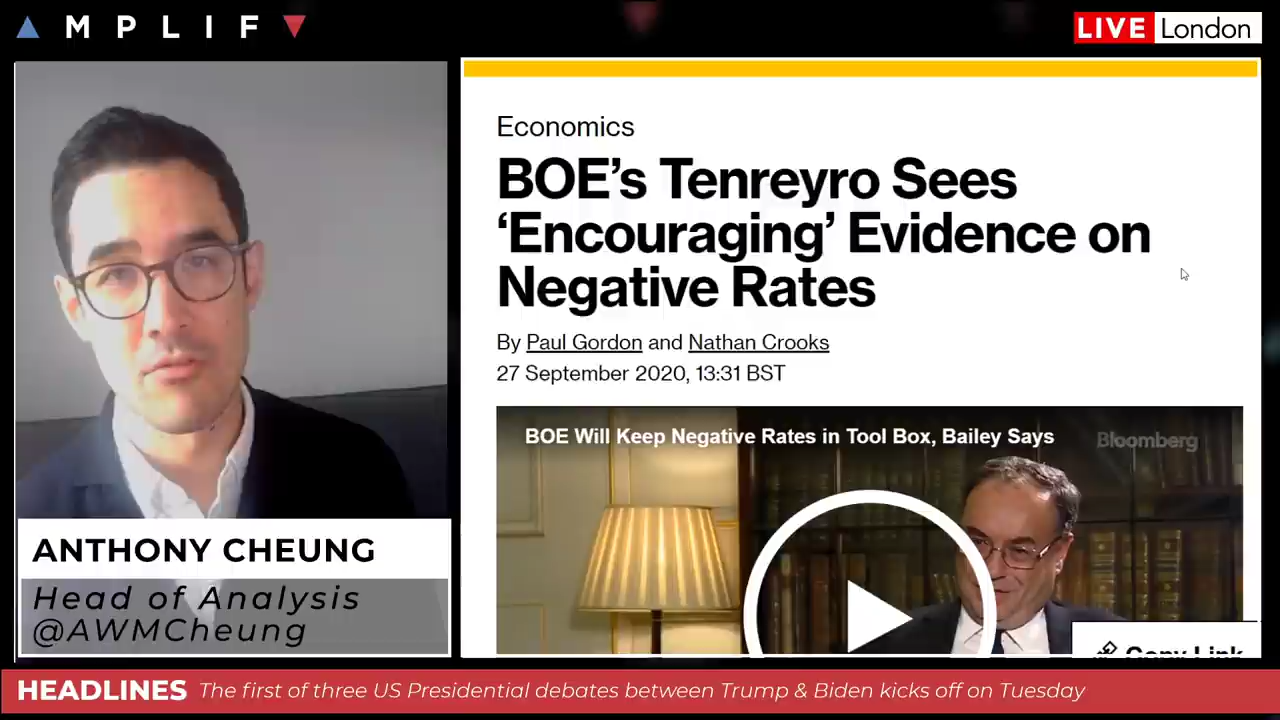 AMPLIFY
LIVE London
Economics
BOE's Tenreyro Sees
‘Encouraging’ Evidence on
Negative Rates
By Paul Gordon and Nathan Crooks
27 September 2020, 13:31 BST
BOE Will Keep Negative Rates in Tool Box, Bailey Says
Bloomberg
Copy Link
ANTHONY CHEUNG
Head of Analysis
@AWMCheung
HEADLINES The first of three US Presidential debates between Trump & Biden kicks off on Tuesday